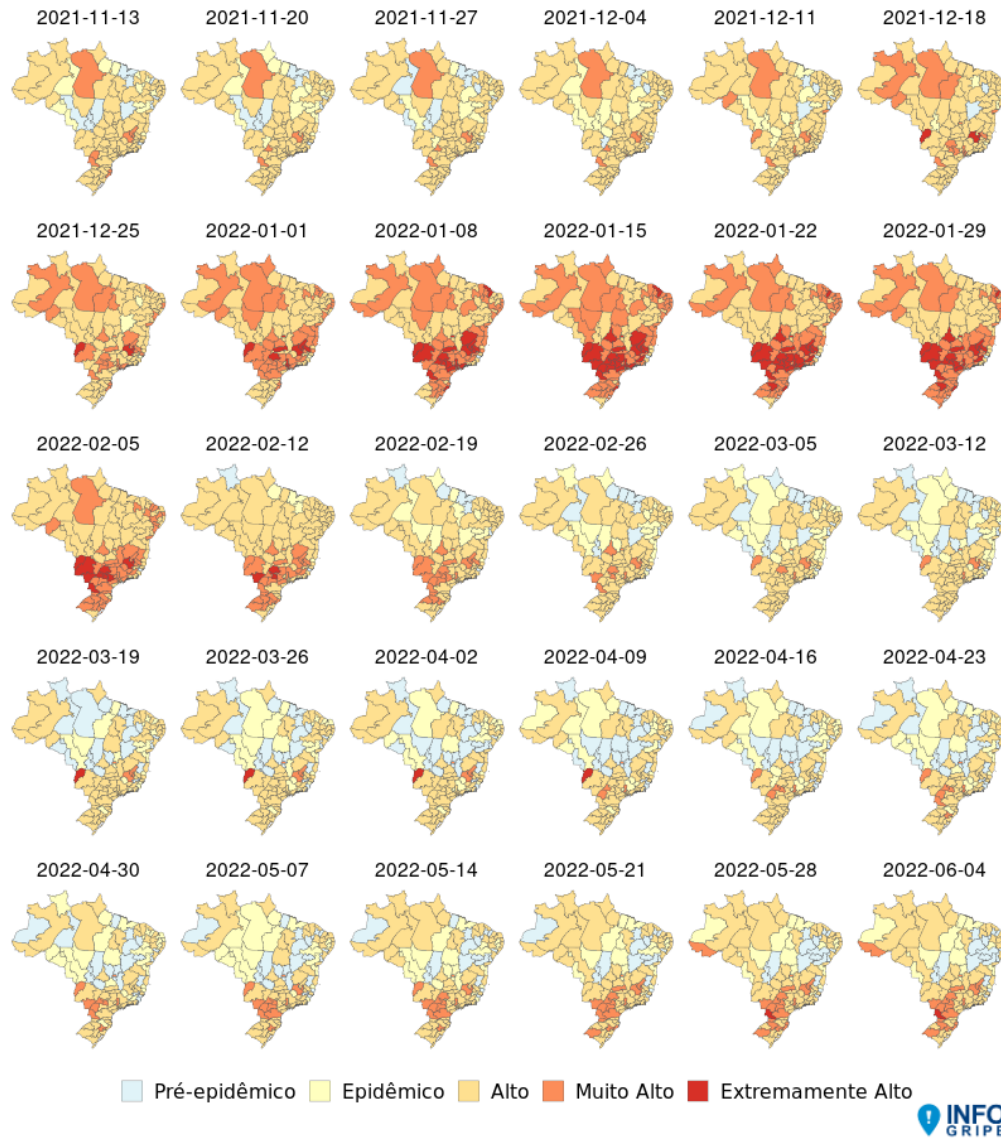 2021-11-13 2021-11-20 2021-11-27 2021-12-04 2021-12-11 2021-12-18
2021-12-25 2022-01-01 2022-01-08 2022-01-15 2022-01-22 2022-01-29
2022-02-05 2022-02-12 2022-02-19 2022-02-26 2022-03-05 2022-03-12
2022-03-19 2022-03-26 2022-04-02 2022-04-09 2022-04-16 2022-04-23
2022-04-30 2022-05-07 2022-05-14 2022-05-21 2022-05-28 2022-06-04
Pré-epidêmico Epidêmico Alto Muito Alto Extremamente Alto
INFO
GRIPE